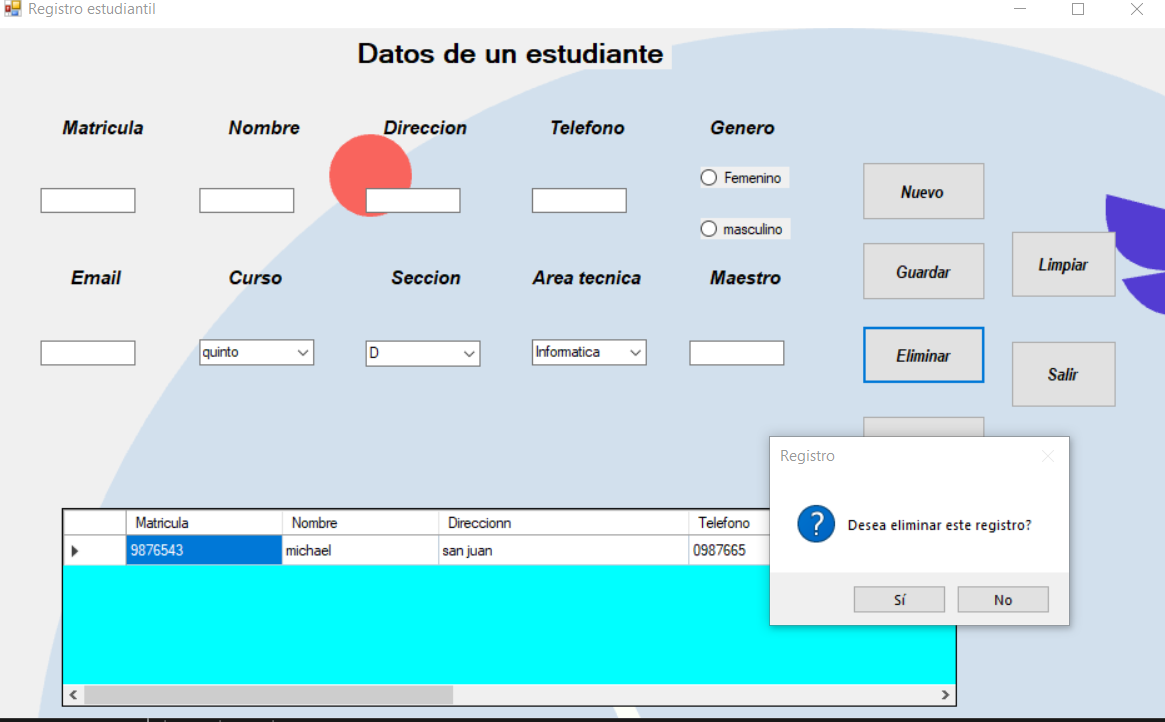 Registro estudiantil
Datos de un estudiante
Matricula Nombre Direccion Telefono Genero
Femenino
masculino
Nuevo
Guardar
Limpiar
Email Curso Seccion Area tecnica Maestro
quinto D Informatica
Eliminar
Salir
Registro
Desea eliminar este registro?
Sí No
Matricula Nombre Direccionn Telefono
9876543 michael san juan 0987665